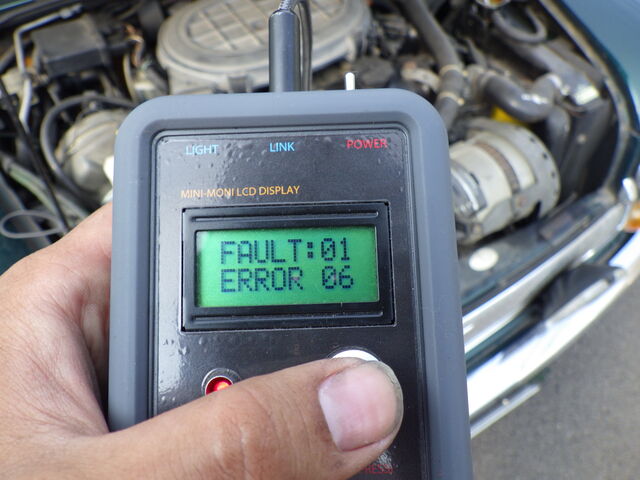 LIGHT LINK POWER
MINI-MONI LCD DISPLAY
FAULT:01
ERROR 06